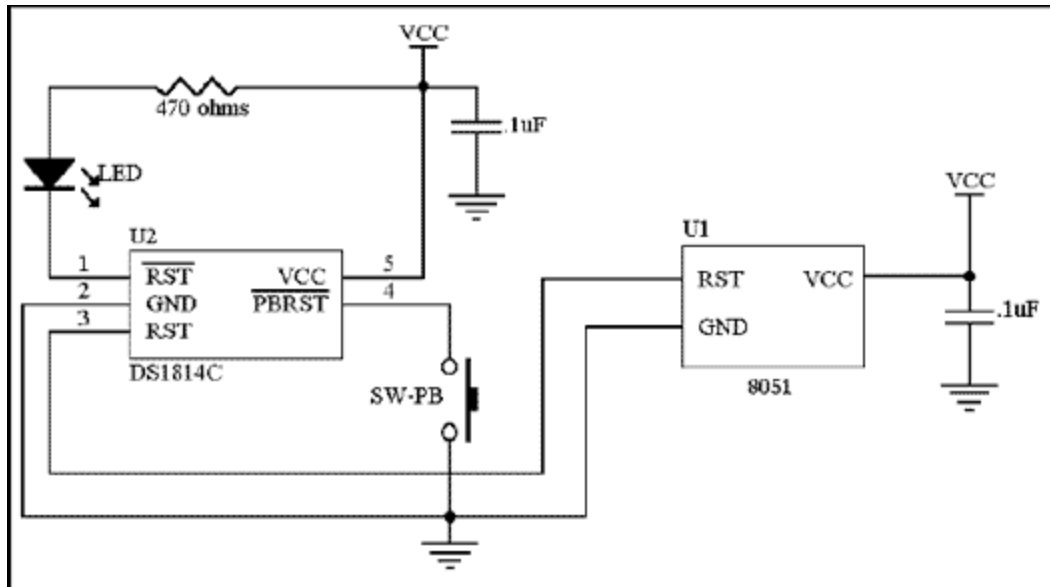 VCC
470 ohms
.1uF
LED
U2
1
RST
VCC
5
2
GND
PBRST
4
3
RST
DS1814C
SW-PB
U1
VCC
RST
VCC
GND
.1uF
8051